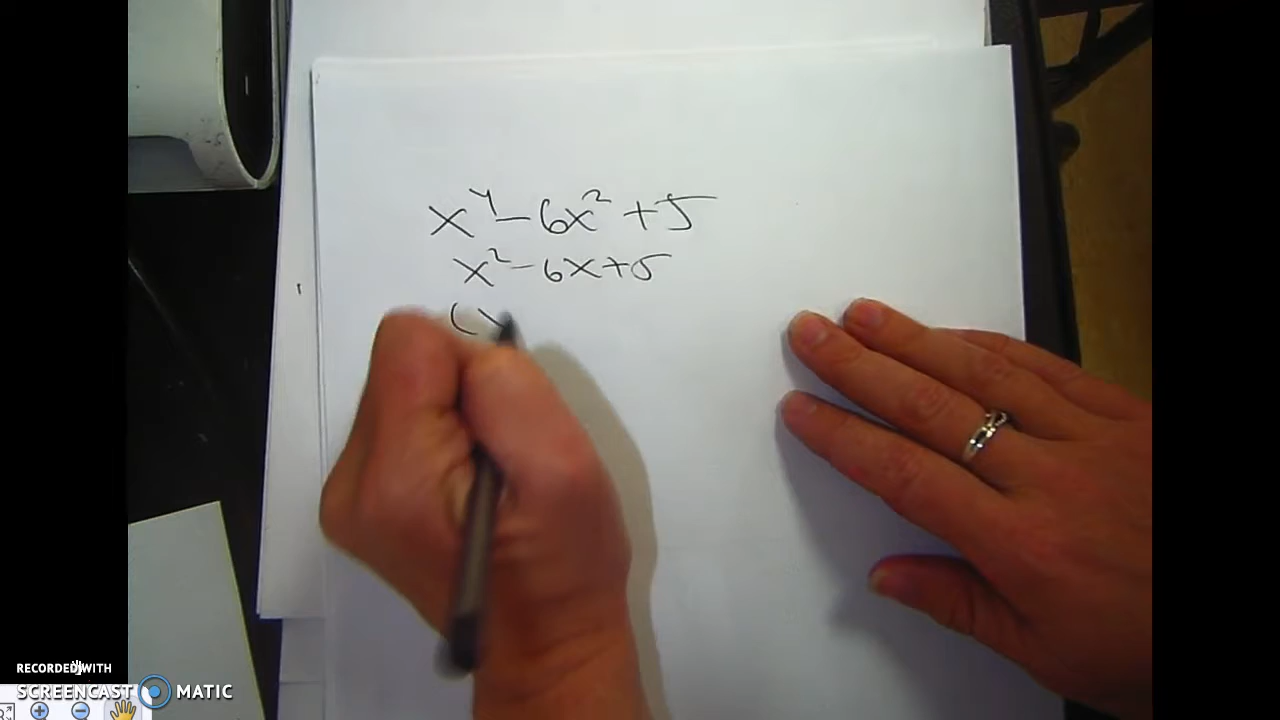 x⁴ - 6x² + 5
x² - 6x + 5
(x
RECORDED WITH
SCREENCAST MATIC